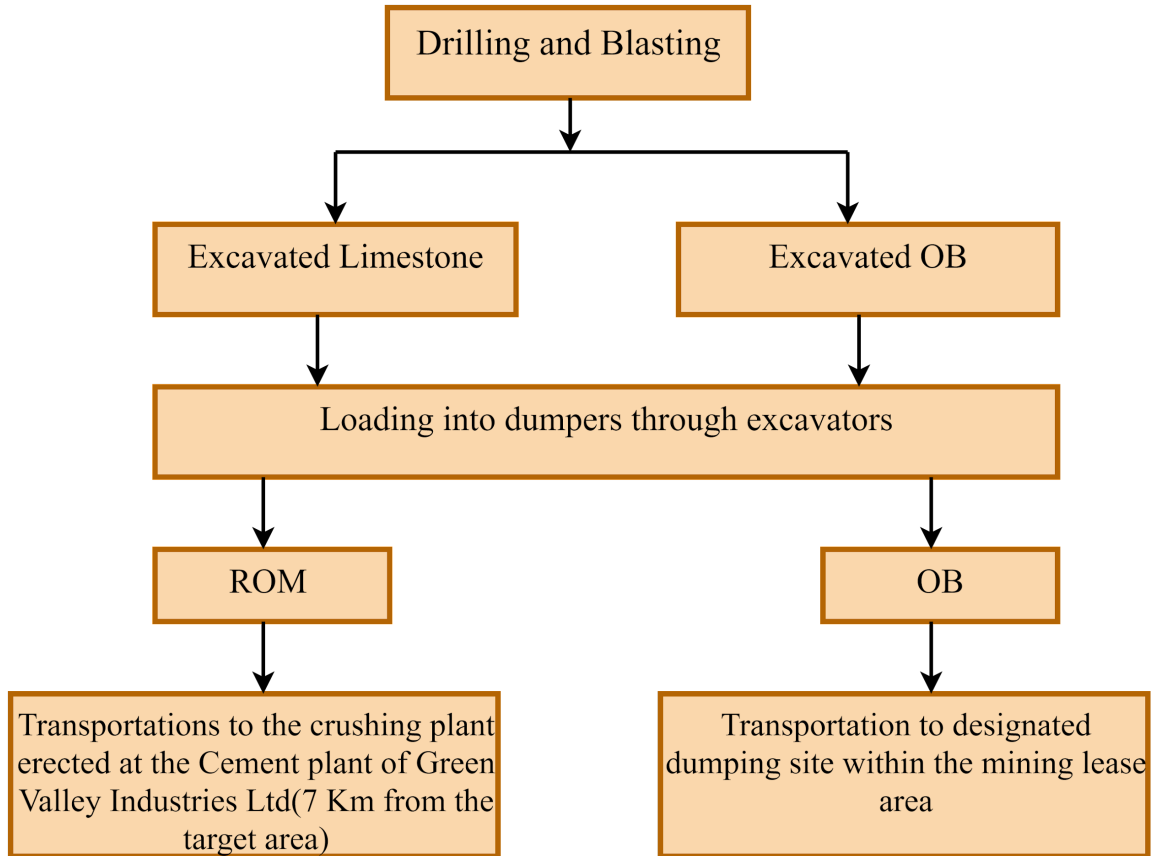 Drilling and Blasting
Excavated Limestone
Excavated OB
Loading into dumpers through excavators
ROM
OB
Transportations to the crushing plant
erected at the Cement plant of Green
Valley Industries Ltd(7 Km from the
target area)
Transportation to designated
dumping site within the mining lease
area